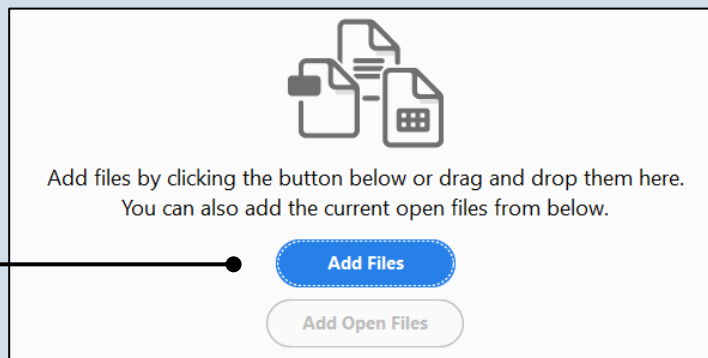 Add files by clicking the button below or drag and drop them here.
You can also add the current open files from below.
Add Files
Add Open Files